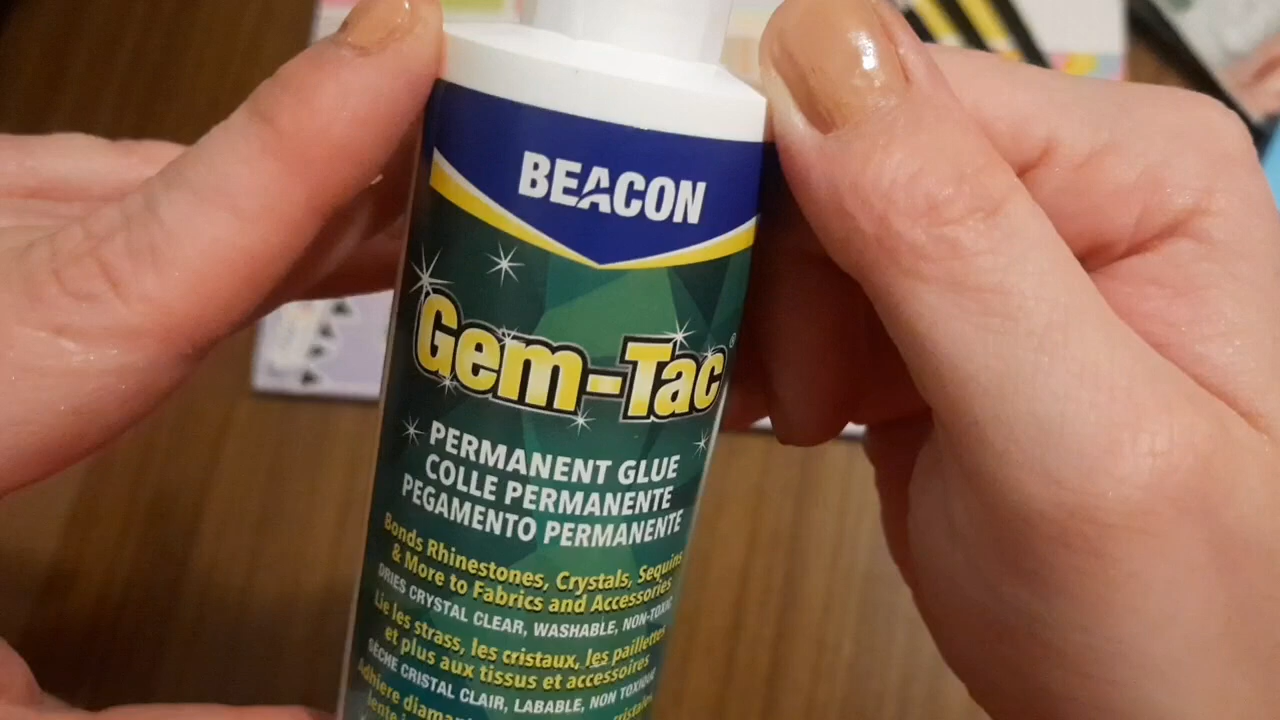 BEACON
Gem-Tac®
PERMANENT GLUE
COLLE PERMANENTE
PEGAMENTO PERMANENTE
Bonds Rhinestones, Crystals, Sequins
& More to Fabrics and Accessories
DRIES CRYSTAL CLEAR, WASHABLE, NON-TOXIC
Lie les strass, les cristaux, les paillettes
et plus aux tissus et accessoires
SÈCHE CRISTAL CLAIR, LABABLE, NON TOXIQUE
Adhiere